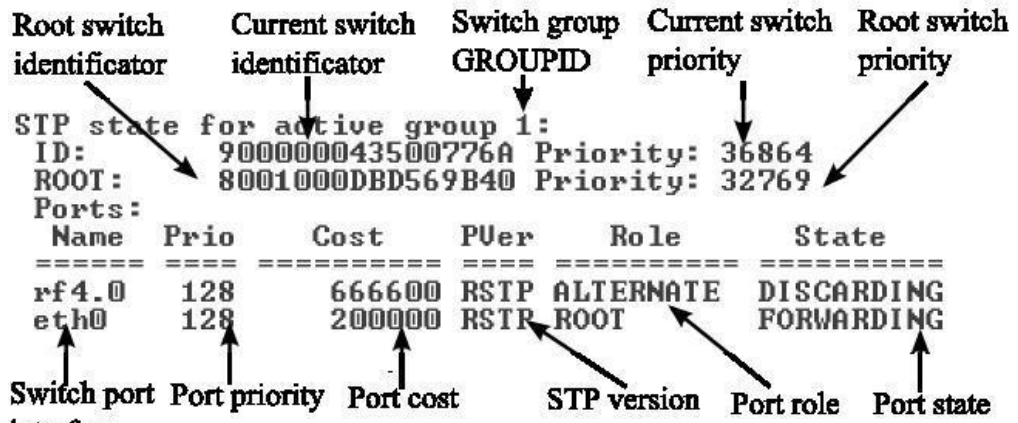 Root switch identificator
Current switch identificator
Switch group GROUPID
Current switch priority
Root switch priority
STP state for active group 1:
ID: 9000000043500776A Priority: 36864
ROOT: 8001000DBD569B40 Priority: 32769
Ports:
Name Prio Cost PVer Role State
====== ==== ========== ==== ========== ==========
rf4.0 128 666600 RSTP ALTERNATE DISCARDING
eth0 128 200000 RSTP ROOT FORWARDING
Switch port
Port priority
Port cost
STP version
Port role
Port state